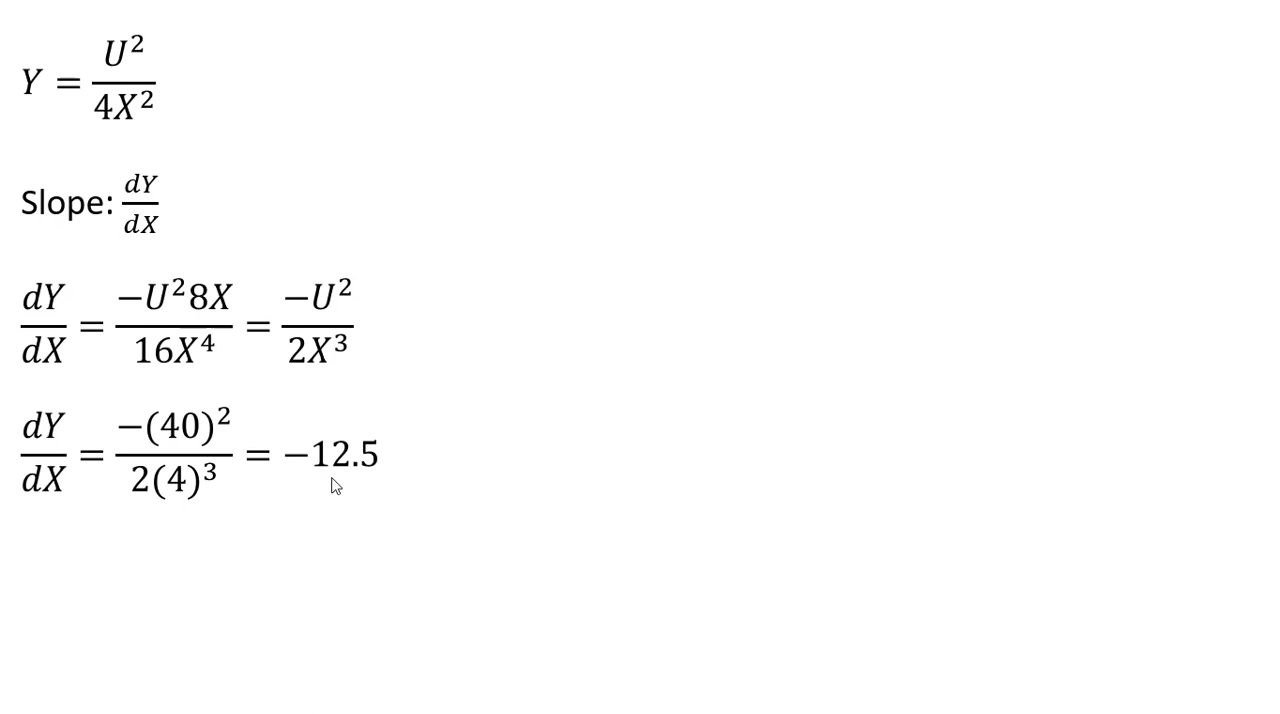 Y = U²/4X²
Slope: dY/dX
dY/dX = −U²8X/16X⁴ = −U²/2X³
dY/dX = −(40)²/2(4)³ = −12.5